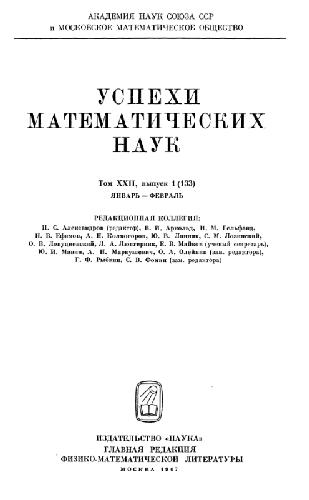 АКАДЕМИЯ НАУК СОЮЗА ССР
и МОСКОВСКОЕ МАТЕМАТИЧЕСКОЕ ОБЩЕСТВО
УСПЕХИ
МАТЕМАТИЧЕСКИХ
НАУК
Том XXII, выпуск 1 (133)
ЯНВАРЬ — ФЕВРАЛЬ
РЕДАКЦИОННАЯ КОЛЛЕГИЯ:
П. С. Александров (редактор), В. И. Арнольд, И. М. Гельфанд,
Н. В. Ефимов, А. Н. Колмогоров, Ю. В. Линник, С. М. Лозинский,
О. В. Локуциевский, Л. А. Люстерник, Е. В. Майков (ученый секретарь),
Ю. И. Манин, А. И. Маркушевич, О. А. Олейник (зам. редактора),
Г. Ф. Рыбкин, С. В. Фомин (зам. редактора)
ИЗДАТЕЛЬСТВО «НАУКА»
ГЛАВНАЯ РЕДАКЦИЯ
ФИЗИКО-МАТЕМАТИЧЕСКОЙ ЛИТЕРАТУРЫ
МОСКВА 1967